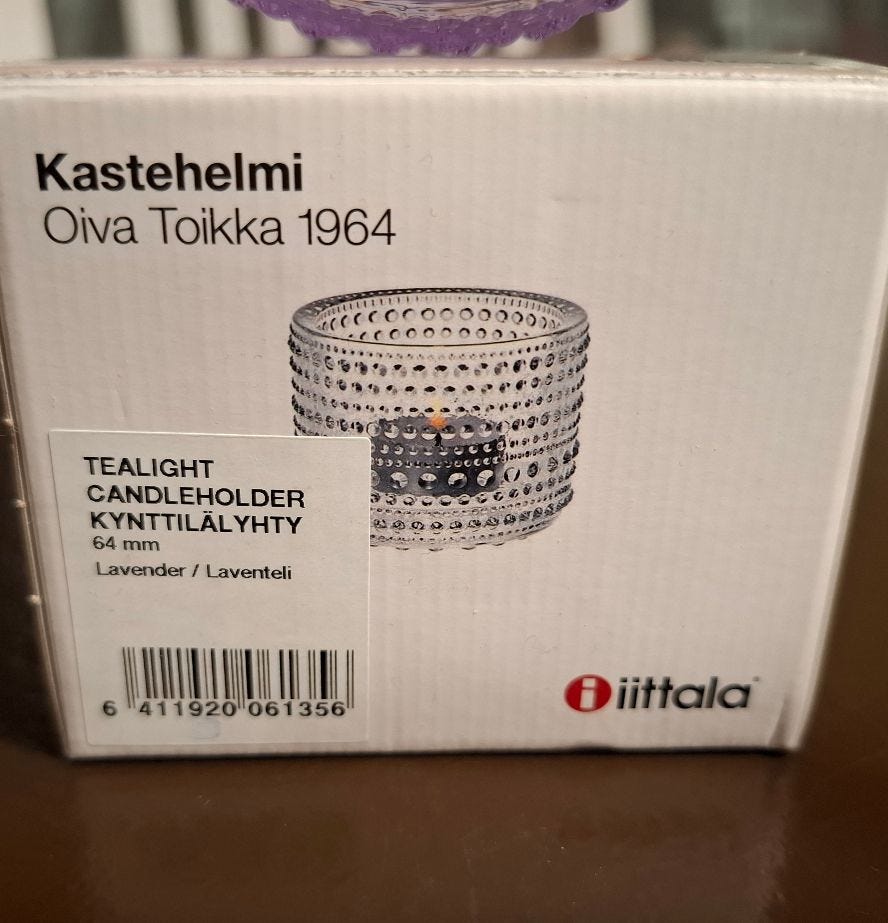 Kastehelmi
Oiva Toikka 1964
TEALIGHT
CANDLEHOLDER
KYNTTILÄLYHTY
64 mm
Lavender / Laventeli
6 411920 061356
i iittala